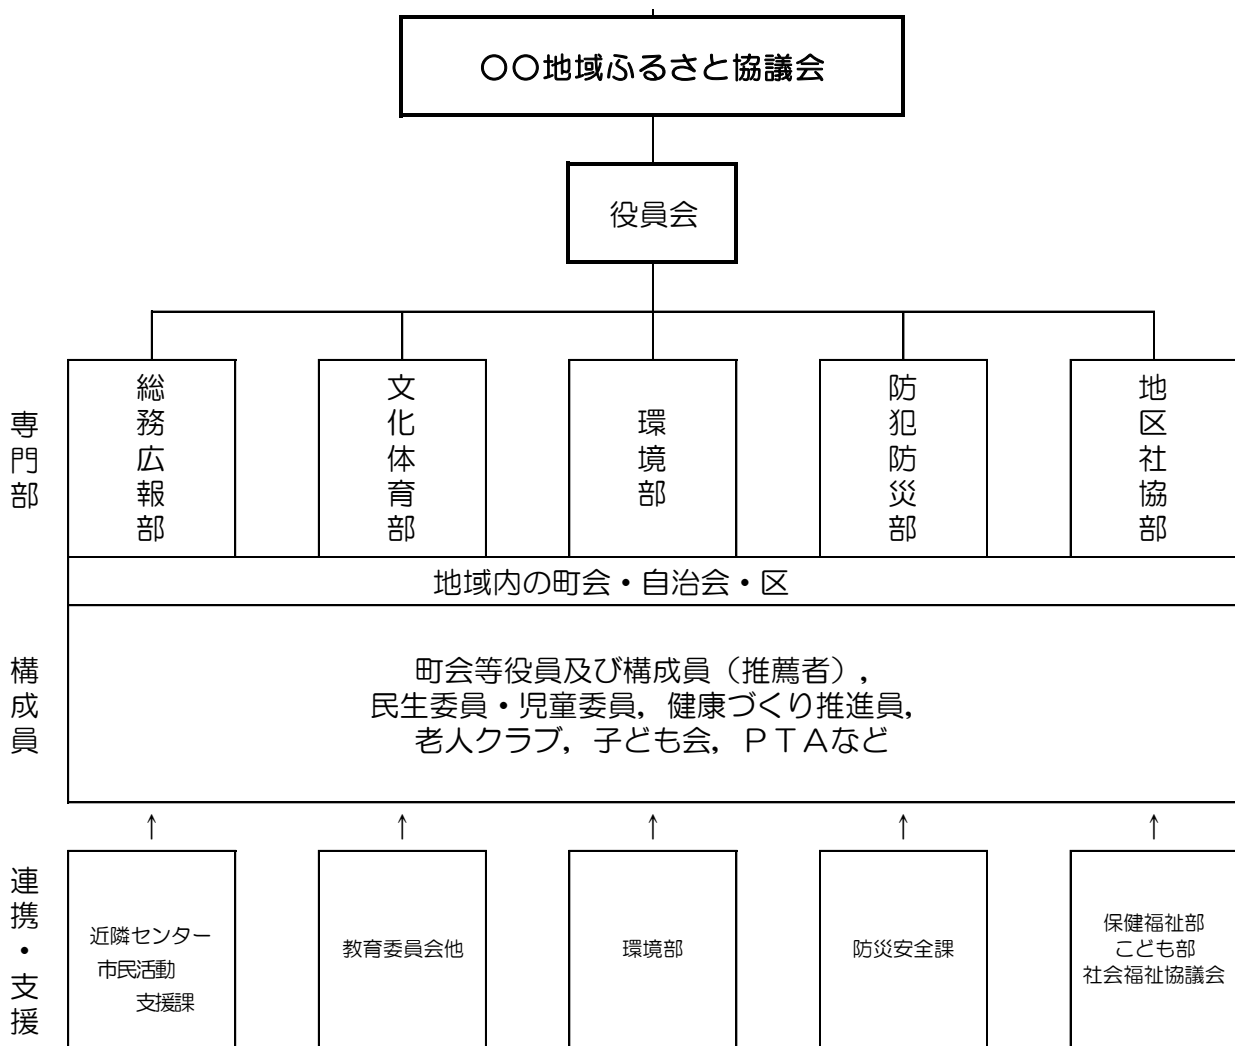 〇〇地域ふるさと協議会
役員会
専門部
総務広報部
文化体育部
環境部
防犯防災部
地区社協部
地域内の町会・自治会・区
構成員
町会等役員及び構成員（推薦者），
民生委員・児童委員，健康づくり推進員，
老人クラブ，子ども会，ＰＴＡなど
↑ ↑ ↑ ↑ ↑
連携・支援
近隣センター
市民活動
支援課
教育委員会他
環境部
防災安全課
保健福祉部
こども部
社会福祉協議会